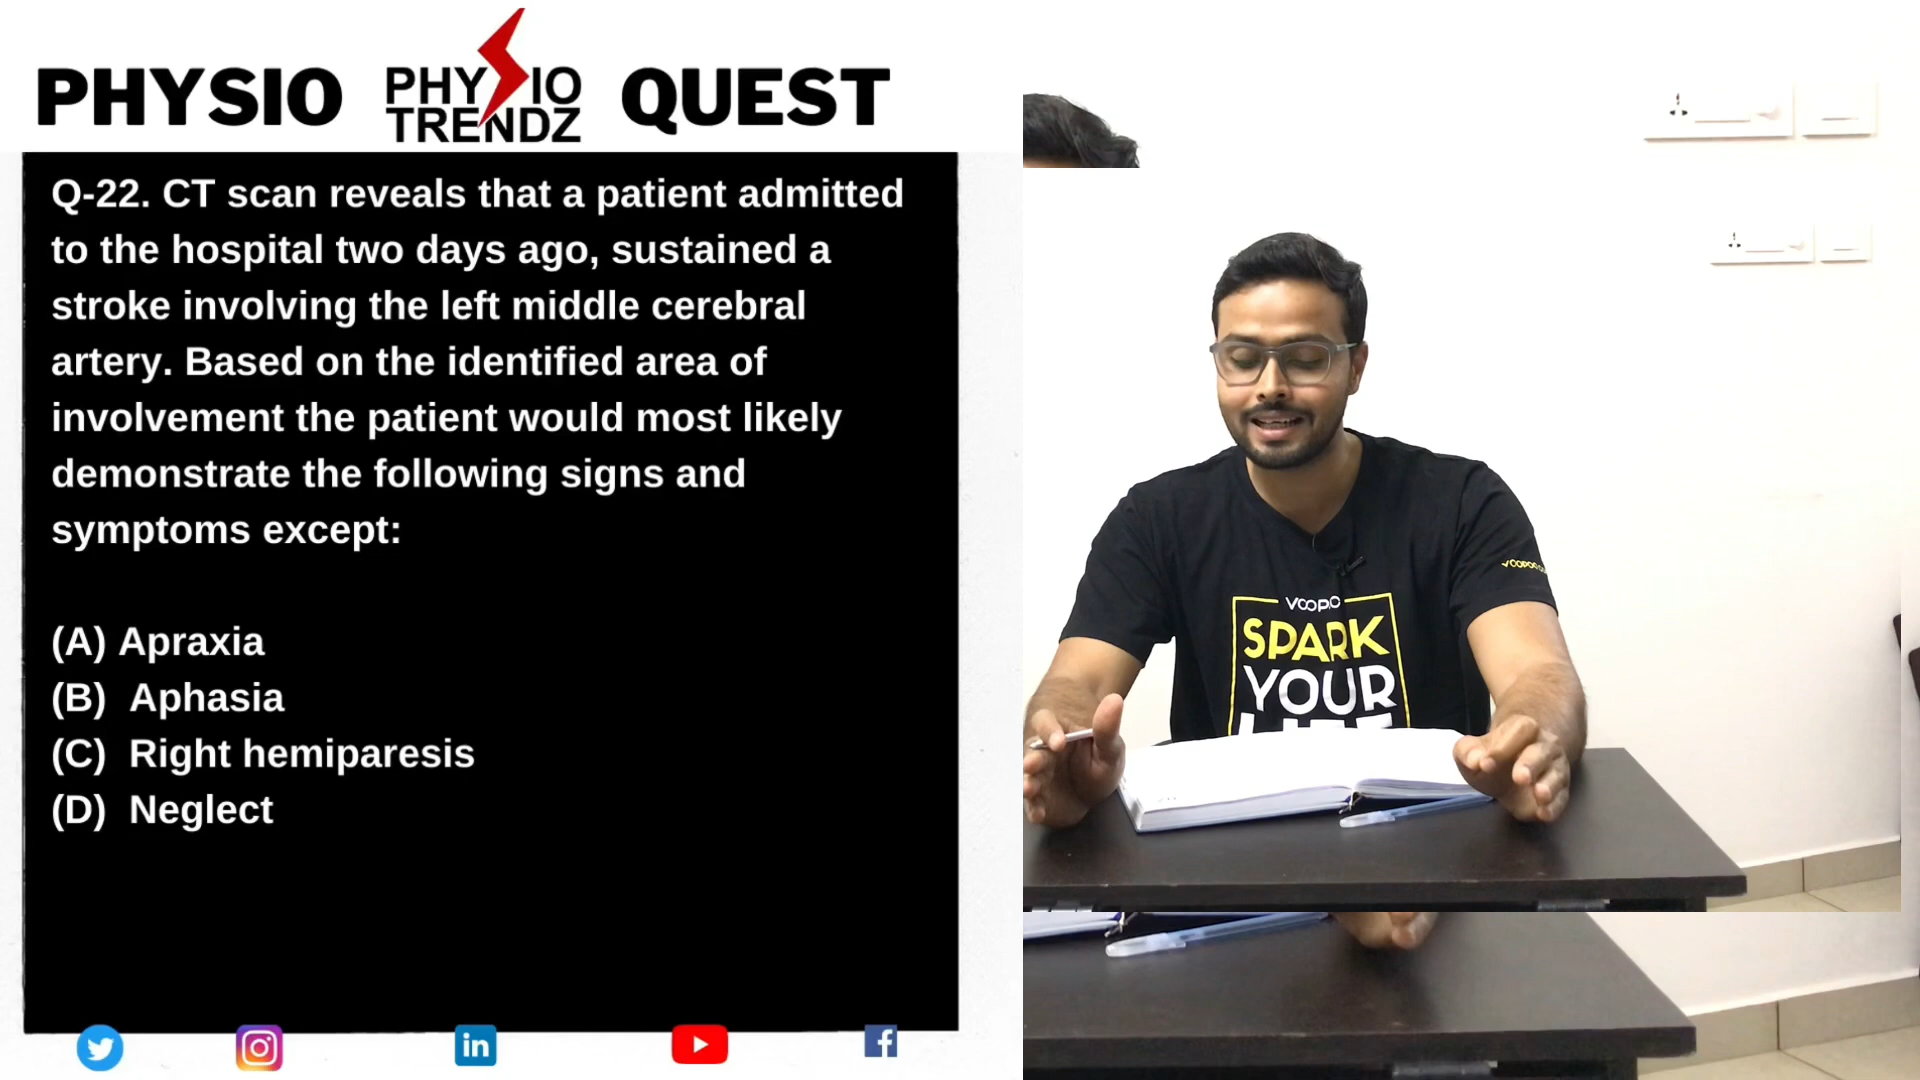 PHYSIO PHYSIO TRENDZ QUEST
Q-22. CT scan reveals that a patient admitted
to the hospital two days ago, sustained a
stroke involving the left middle cerebral
artery. Based on the identified area of
involvement the patient would most likely
demonstrate the following signs and
symptoms except:
(A) Apraxia
(B) Aphasia
(C) Right hemiparesis
(D) Neglect
in
f
VOOPOO
SPARK
YOUR